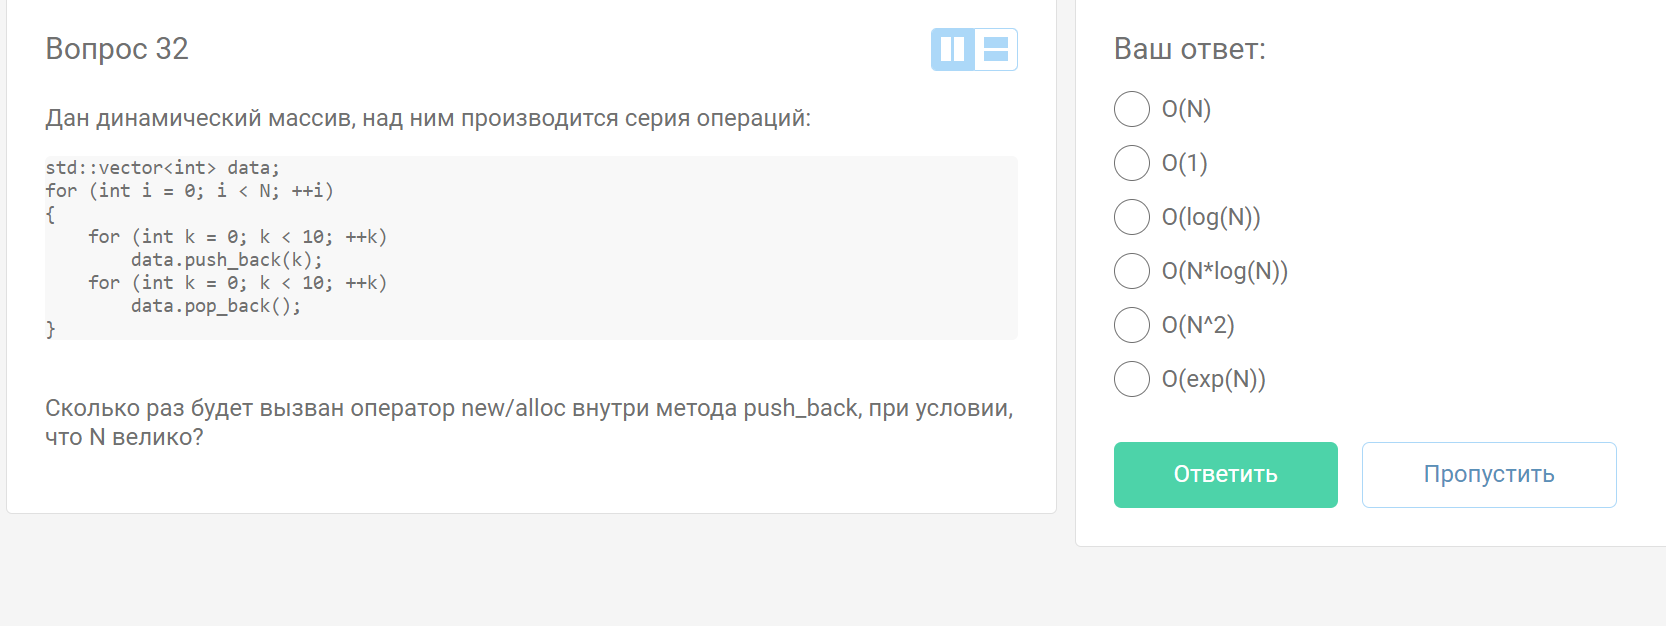 Вопрос 32
Дан динамический массив, над ним производится серия операций:
std::vector<int> data;
for (int i = 0; i < N; ++i)
{
    for (int k = 0; k < 10; ++k)
        data.push_back(k);
    for (int k = 0; k < 10; ++k)
        data.pop_back();
}
Сколько раз будет вызван оператор new/alloc внутри метода push_back, при условии,
что N велико?
Ваш ответ:
O(N)
O(1)
O(log(N))
O(N*log(N))
O(N^2)
O(exp(N))
Ответить
Пропустить